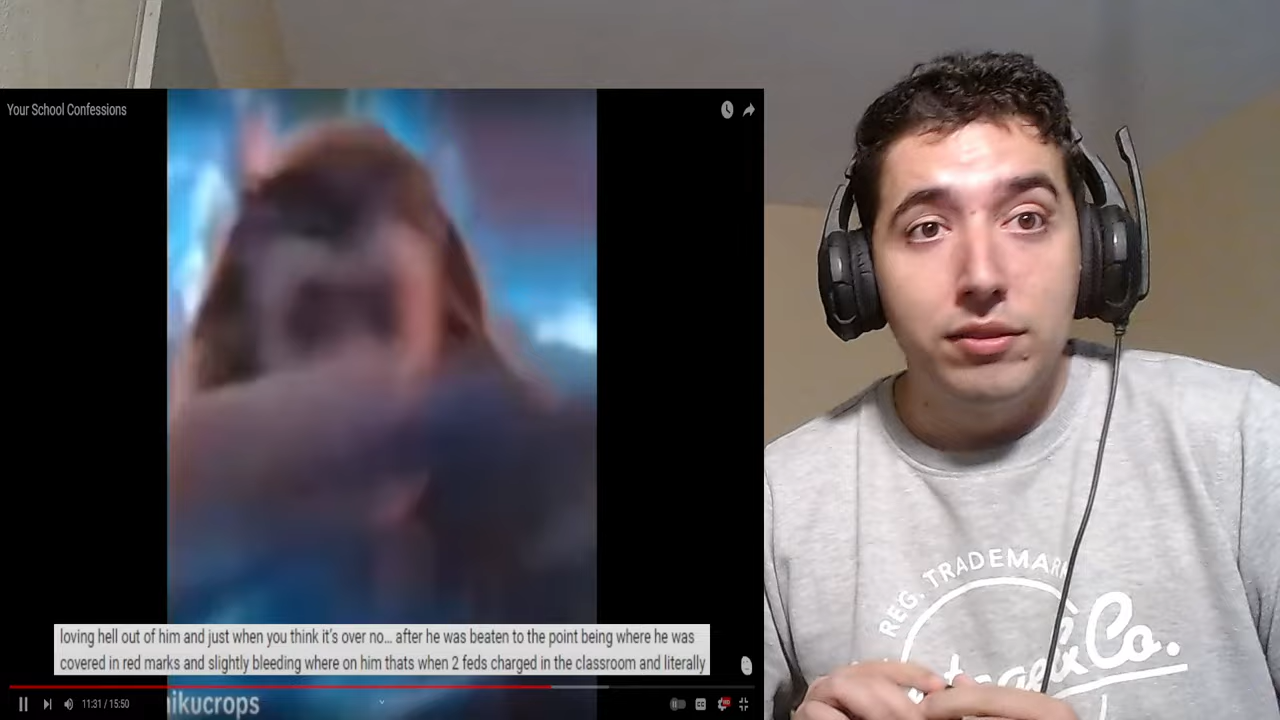 Your School Confessions
loving hell out of him and just when you think it's over no... after he was beaten to the point being where he was
covered in red marks and slightly bleeding where on him thats when 2 feds charged in the classroom and literally
11:31 / 15:50
ikucrops
REG. TRADEMARK
& Co.